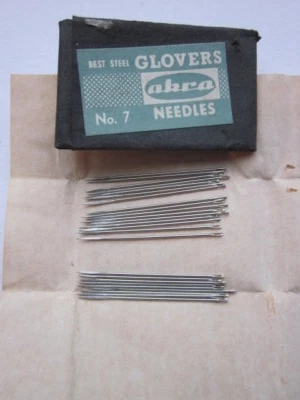 BEST STEEL GLOVERS
akra
No. 7 NEEDLES